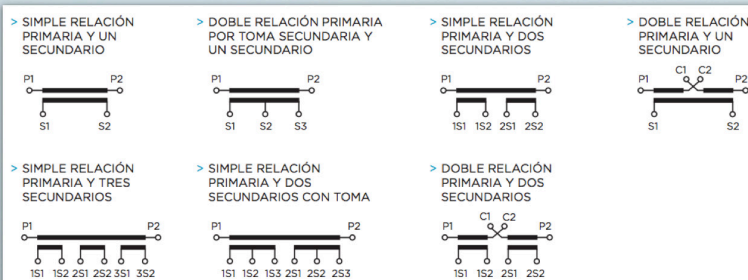 > SIMPLE RELACIÓN
PRIMARIA Y UN
SECUNDARIO
P1 P2
S1 S2
> DOBLE RELACIÓN PRIMARIA
POR TOMA SECUNDARIA Y
UN SECUNDARIO
P1 P2
S1 S2 S3
> SIMPLE RELACIÓN
PRIMARIA Y DOS
SECUNDARIOS
P1 P2
1S1 1S2 2S1 2S2
> DOBLE RELACIÓN
PRIMARIA Y UN
SECUNDARIO
C1 C2
P1 P2
S1 S2
> SIMPLE RELACIÓN
PRIMARIA Y TRES
SECUNDARIOS
P1 P2
1S1 1S2 2S1 2S2 3S1 3S2
> SIMPLE RELACIÓN
PRIMARIA Y DOS
SECUNDARIOS CON TOMA
P1 P2
1S1 1S2 1S3 2S1 2S2 2S3
> DOBLE RELACIÓN
PRIMARIA Y DOS
SECUNDARIOS
C1 C2
P1 P2
1S1 1S2 2S1 2S2